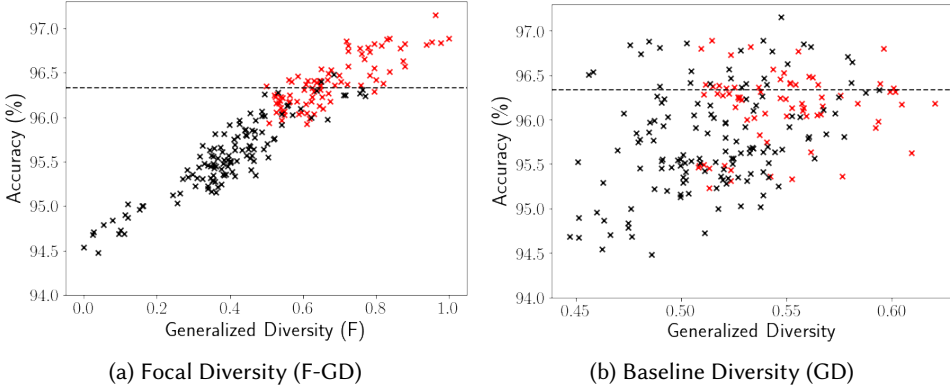 97.0
96.5
96.0
95.5
95.0
94.5
94.0
Accuracy (%)
0.0 0.2 0.4 0.6 0.8 1.0
Generalized Diversity (F)
(a) Focal Diversity (F-GD)
97.0
96.5
96.0
95.5
95.0
94.5
94.0
Accuracy (%)
0.45 0.50 0.55 0.60
Generalized Diversity
(b) Baseline Diversity (GD)